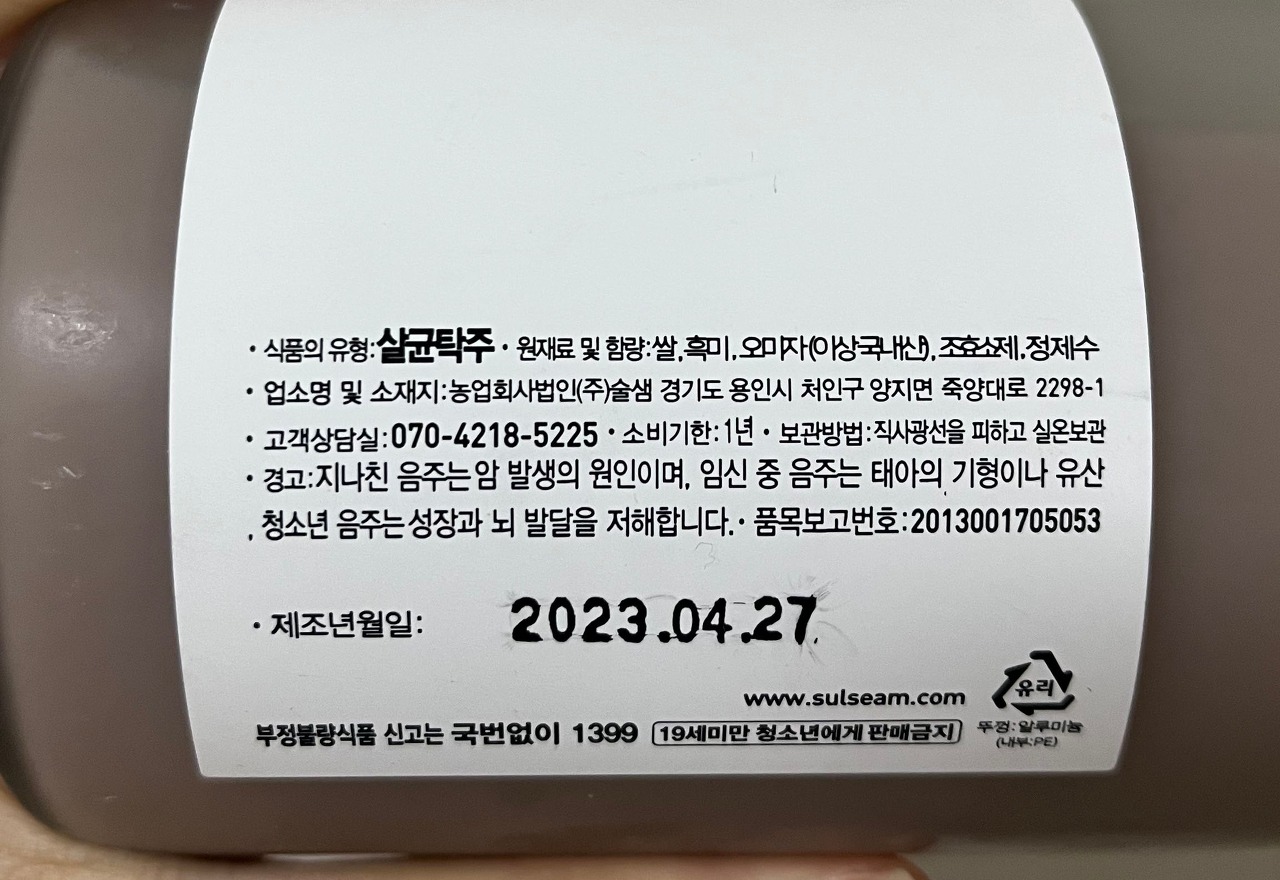 · 식품의 유형:살균탁주 · 원재료 및 함량:쌀,흑미,오미자(이상국내산),조효소제,정제수
· 업소명 및 소재지:농업회사법인(주)술샘 경기도 용인시 처인구 양지면 죽양대로 2298-1
· 고객상담실:070-4218-5225 · 소비기한:1년 · 보관방법:직사광선을 피하고 실온보관
· 경고:지나친 음주는 암 발생의 원인이며, 임신 중 음주는 태아의 기형이나 유산
, 청소년 음주는 성장과 뇌 발달을 저해합니다. · 품목보고번호:2013001705053
· 제조년월일: 2023.04.27.
www.sulseam.com
유리
부정불량식품 신고는 국번없이 1399 19세미만 청소년에게 판매금지
뚜껑:알루미늄
(내부:PE)